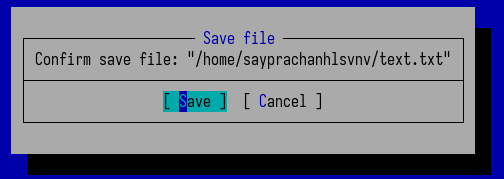 Save file
Confirm save file: "/home/sayprachanhlsvnv/text.txt"
[ Save ] [ Cancel ]